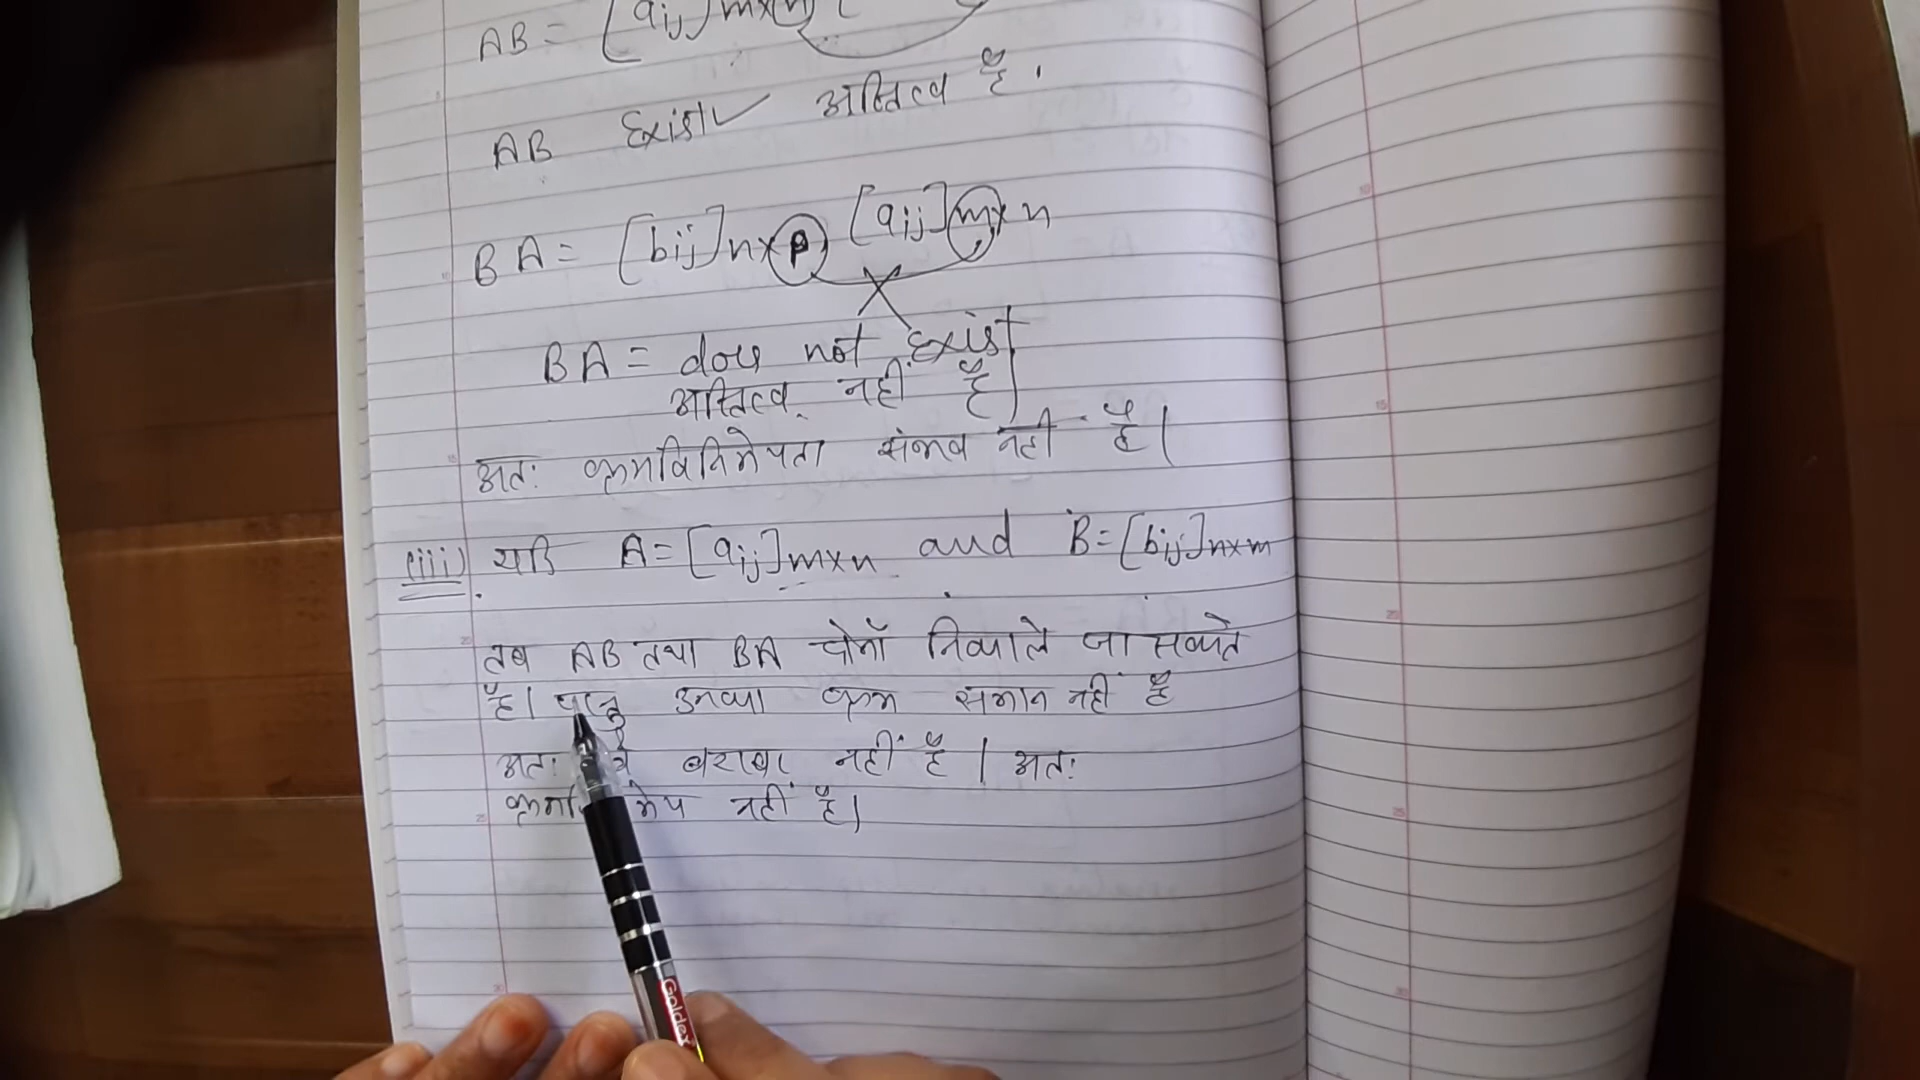 AB = [aij]m×n [
AB Exist ✓ अस्तित्व है .
BA = [bij]n×p [aij]m×n
BA = does not Exist
अस्तित्व नहीं है|
अतः क्रमविनिमेयता संभव नहीं है|
(iii) यदि A = [aij]m×n and B = [bij]n×m
तब AB तथा BA दोनों निकाले जा सकते
है| परन्तु उनका क्रम समान नहीं है
अतः बराबर नहीं है | अतः
नहीं है|
Goldex